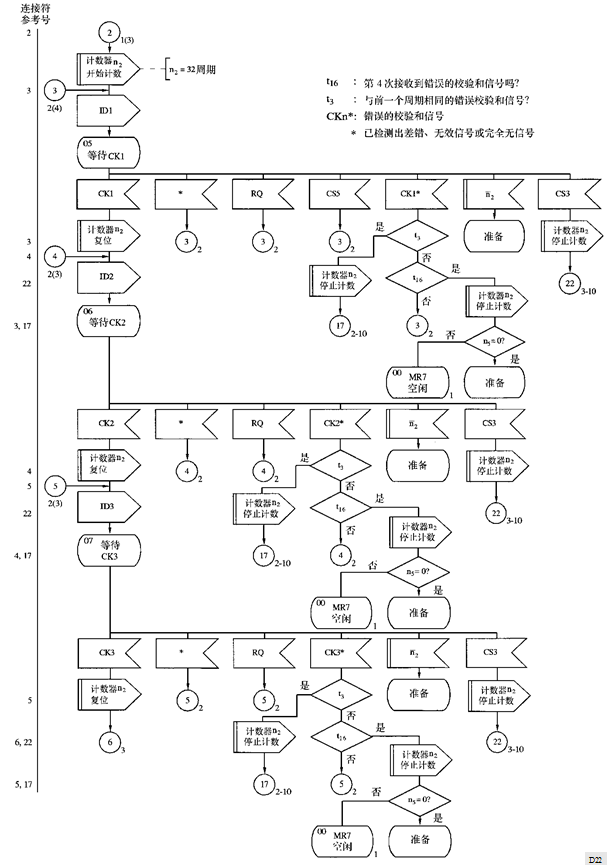 连接符
参考号
2
2
1(3)
计数器n2
开始计数
n2 = 32周期
t16 : 第4次接收到错误的校验和信号吗?
t3 : 与前一个周期相同的错误校验和信号?
CKn*: 错误的校验和信号
* 已检测出差错、无效信号或完全无信号
3
3
2(4)
ID1
05
等待CK1
CK1
*
RQ
CS5
CK1*
n̄2
CS3
计数器n2
复位
3
2
3
2
3
2
是
t3
否
准备
计数器n2
停止计数
3
4
4
2(3)
ID2
22
计数器n2
停止计数
t16
是
否
22
3-10
计数器n2
停止计数
3, 17
06
等待CK2
17
2-10
3
2
否
n5=0?
是
00
MR7
空闲
1
准备
CK2
*
RQ
CK2*
n̄2
CS3
计数器n2
复位
4
2
4
2
是
t3
否
准备
计数器n2
停止计数
4
5
5
2(3)
ID3
22
计数器n2
停止计数
t16
是
否
22
3-10
计数器n2
停止计数
4, 17
07
等待
CK3
17
2-10
4
2
否
n5=0?
是
00
MR7
空闲
1
准备
CK3
*
RQ
CK3*
n̄2
CS3
计数器n2
复位
5
2
5
2
是
t3
否
准备
计数器n2
停止计数
5
6, 22
6
3
计数器n2
停止计数
t16
是
否
22
3-10
计数器n2
停止计数
5, 17
17
2-10
5
2
否
n5=0?
是
00
MR7
空闲
1
准备
D22